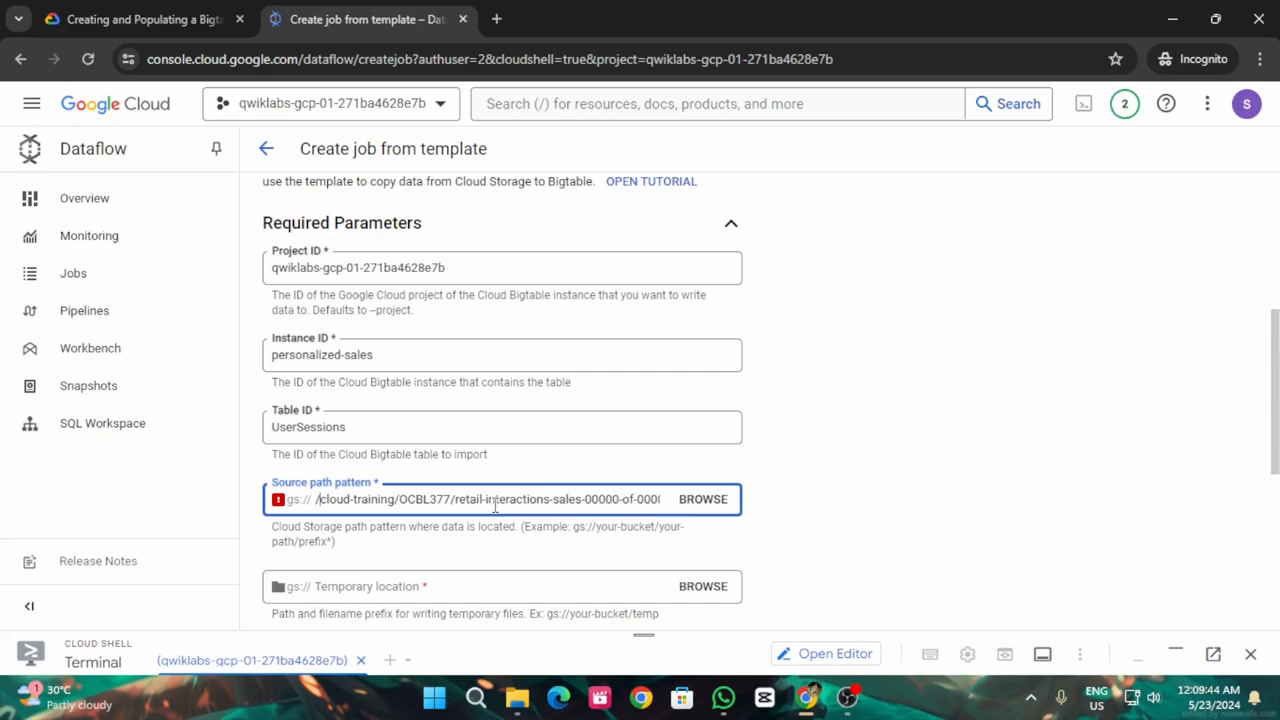 Creating and Populating a Bigta
Create job from template – Dat
console.cloud.google.com/dataflow/createjob?authuser=2&cloudshell=true&project=qwiklabs-gcp-01-271ba4628e7b
Incognito
Google Cloud
qwiklabs-gcp-01-271ba4628e7b
Search (/) for resources, docs, products, and more
Search
2
S
Dataflow
Create job from template
use the template to copy data from Cloud Storage to Bigtable. OPEN TUTORIAL
Overview
Monitoring
Jobs
Pipelines
Workbench
Snapshots
SQL Workspace
Release Notes
Required Parameters
Project ID *
qwiklabs-gcp-01-271ba4628e7b
The ID of the Google Cloud project of the Cloud Bigtable instance that you want to write
data to. Defaults to --project.
Instance ID *
personalized-sales
The ID of the Cloud Bigtable instance that contains the table
Table ID *
UserSessions
The ID of the Cloud Bigtable table to import
Source path pattern *
gs:// /cloud-training/OCBL377/retail-interactions-sales-00000-of-000(
BROWSE
Cloud Storage path pattern where data is located. (Example: gs://your-bucket/your-
path/prefix*)
gs:// Temporary location *
BROWSE
Path and filename prefix for writing temporary files. Ex: gs://your-bucket/temp
CLOUD SHELL
Terminal
(qwiklabs-gcp-01-271ba4628e7b)
Open Editor
1
30°C
Partly cloudy
ENG
US
12:09:44 AM
5/23/2024